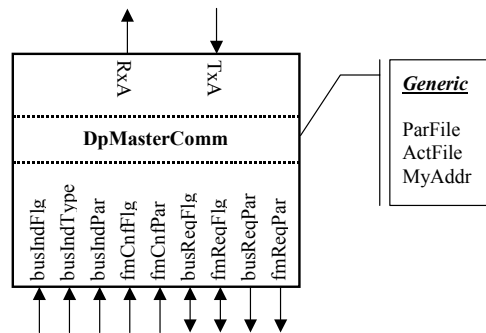 RxA
TxA
Generic
DpMasterComm
ParFile
ActFile
MyAddr
busIndFlg
busIndType
busIndPar
fmCnfFlg
fmCnfPar
busReqFlg
fmReqFlg
busReqPar
fmReqPar